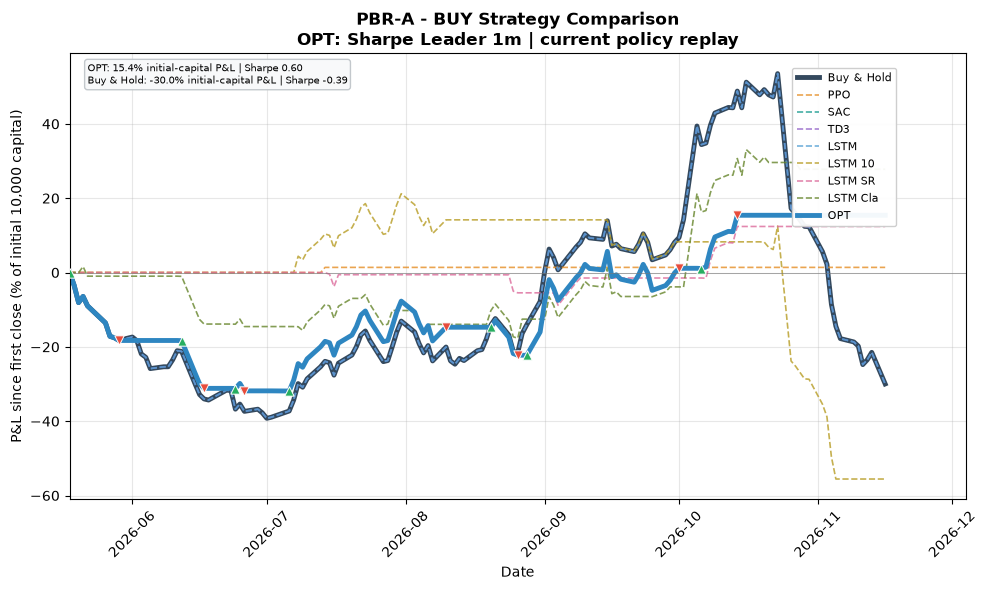 PBR-A - BUY Strategy Comparison
OPT: Sharpe Leader 1m | current policy replay
OPT: 15.4% initial-capital P&L | Sharpe 0.60
Buy & Hold: -30.0% initial-capital P&L | Sharpe -0.39
Buy & Hold
PPO
SAC
TD3
LSTM
LSTM 10
LSTM SR
LSTM Cla
OPT
P&L since first close (% of initial 10,000 capital)
40
20
0
−20
−40
−60
2026-06
2026-07
2026-08
2026-09
2026-10
2026-11
2026-12
Date